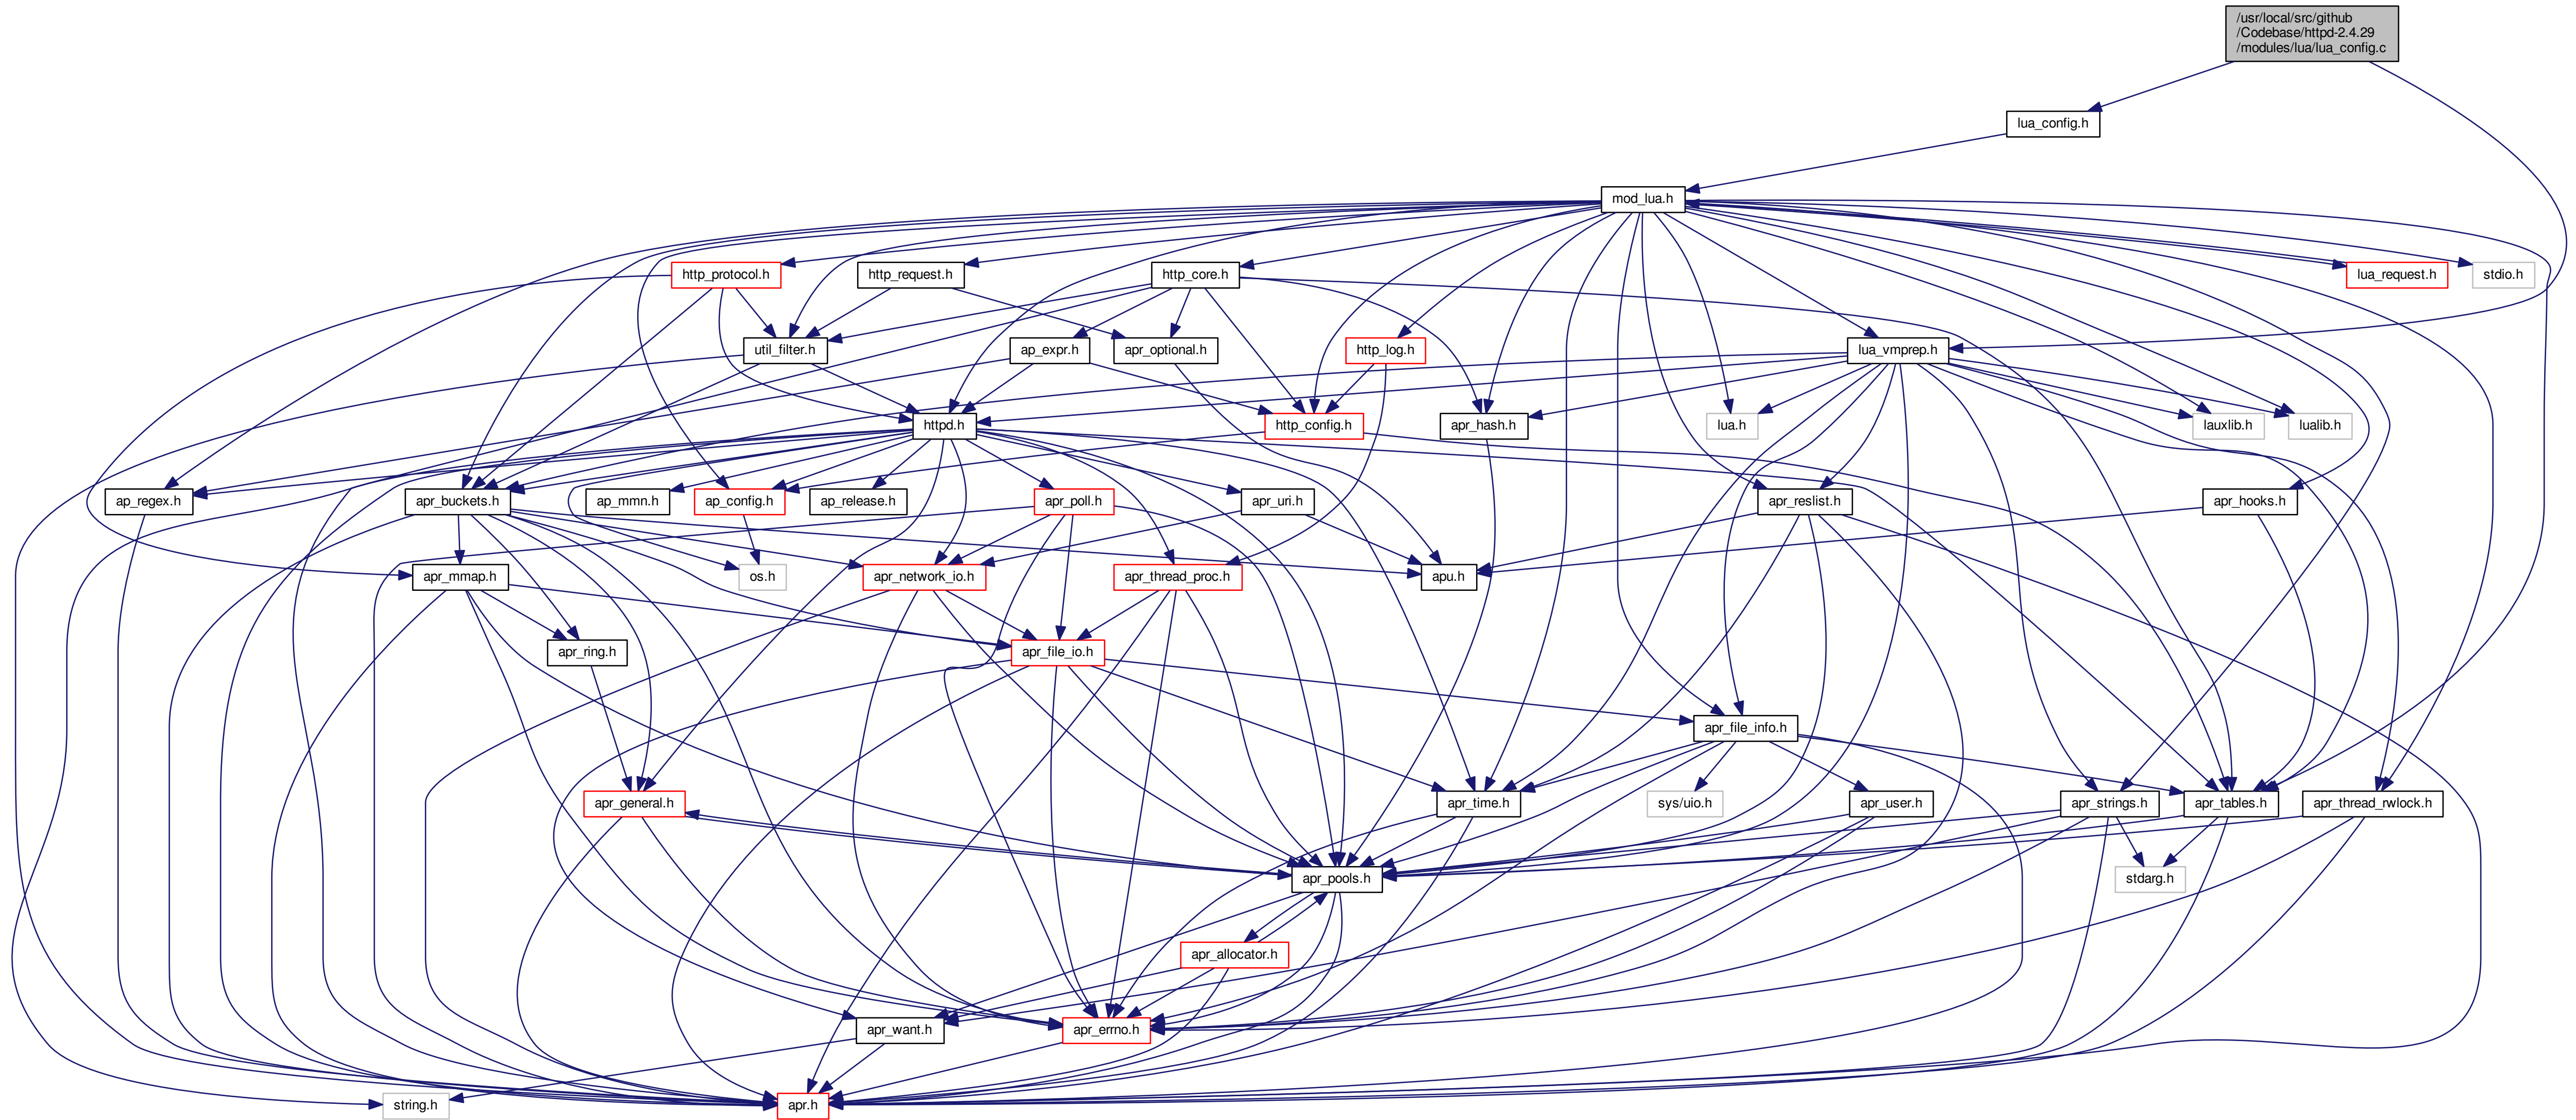 /usr/local/src/github
/Codebase/httpd-2.4.29
/modules/lua/lua_config.c
lua_config.h
mod_lua.h
http_protocol.h
http_request.h
http_core.h
lua_request.h
stdio.h
util_filter.h
ap_expr.h
apr_optional.h
http_log.h
lua_vmprep.h
httpd.h
http_config.h
apr_hash.h
lua.h
lauxlib.h
lualib.h
ap_regex.h
apr_buckets.h
ap_mmn.h
ap_config.h
ap_release.h
apr_poll.h
apr_uri.h
apr_reslist.h
apr_hooks.h
apr_mmap.h
os.h
apr_network_io.h
apr_thread_proc.h
apu.h
apr_ring.h
apr_file_io.h
apr_file_info.h
apr_general.h
apr_time.h
sys/uio.h
apr_user.h
apr_strings.h
apr_tables.h
apr_thread_rwlock.h
apr_pools.h
stdarg.h
apr_allocator.h
apr_want.h
apr_errno.h
string.h
apr.h